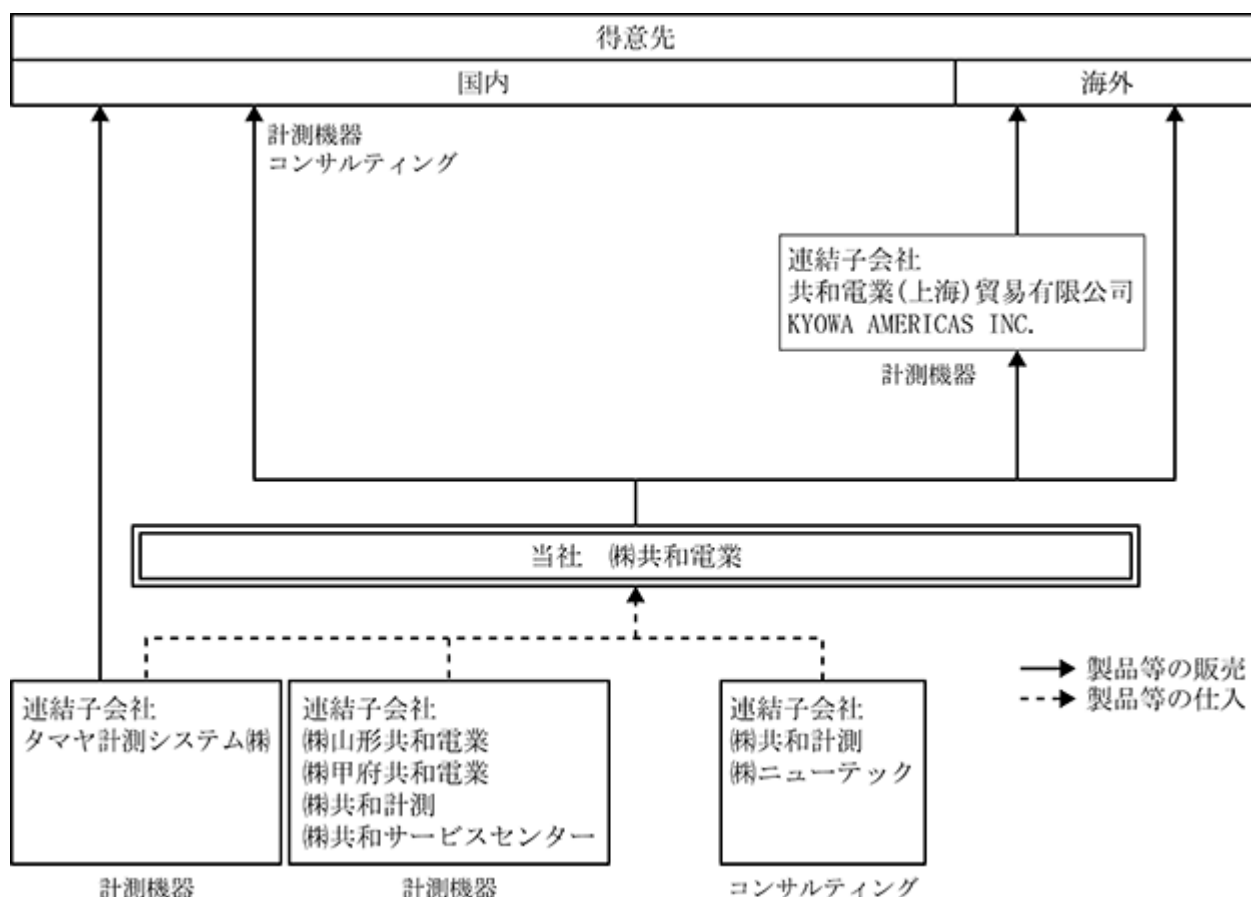 得意先
国内
海外
計測機器
コンサルティング
連結子会社
共和電業(上海)貿易有限公司
KYOWA AMERICAS INC.
計測機器
当社 ㈱共和電業
製品等の販売
製品等の仕入
連結子会社
タマヤ計測システム㈱
計測機器
連結子会社
㈱山形共和電業
㈱甲府共和電業
㈱共和計測
㈱共和サービスセンター
計測機器
連結子会社
㈱共和計測
㈱ニューテック
コンサルティング